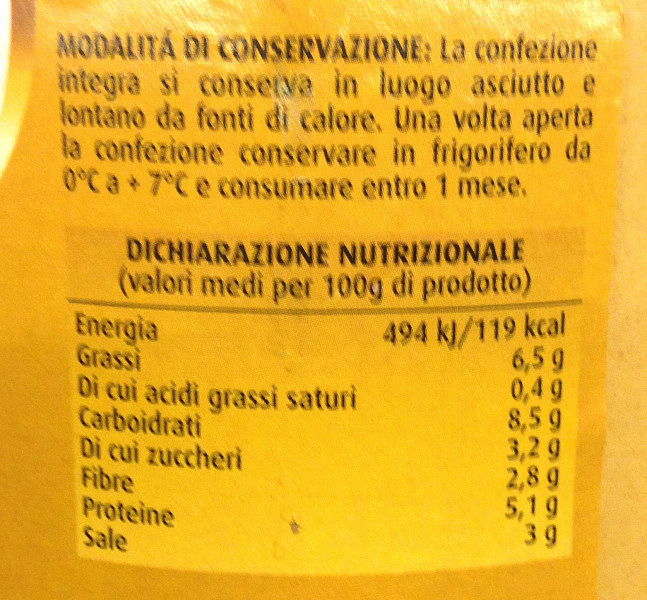 MODALITÁ DI CONSERVAZIONE: La confezione
integra si conserva in luogo asciutto e
lontano da fonti di calore. Una volta aperta
la confezione conservare in frigorifero da
0°C a + 7°C e consumare entro 1 mese.
DICHIARAZIONE NUTRIZIONALE
(valori medi per 100g di prodotto)
Energia 494 kJ/119 kcal
Grassi 6,5 g
Di cui acidi grassi saturi 0,4 g
Carboidrati 8,5 g
Di cui zuccheri 3,2 g
Fibre 2,8 g
Proteine 5,1 g
Sale 3 g